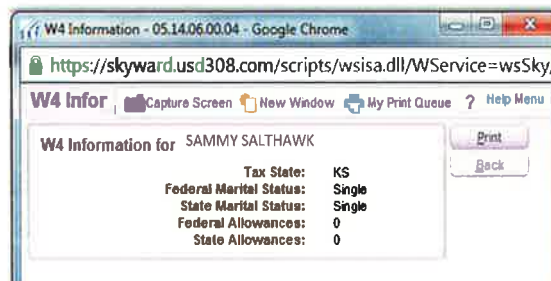 W4 Information - 05.14.06.00.04 - Google Chrome
https://skyward.usd308.com/scripts/wsisa.dll/WService=wsSky/
W4 Infor Capture Screen New Window My Print Queue ? Help Menu
W4 Information for SAMMY SALTHAWK
Print
Back
Tax State: KS
Federal Marital Status: Single
State Marital Status: Single
Federal Allowances: 0
State Allowances: 0